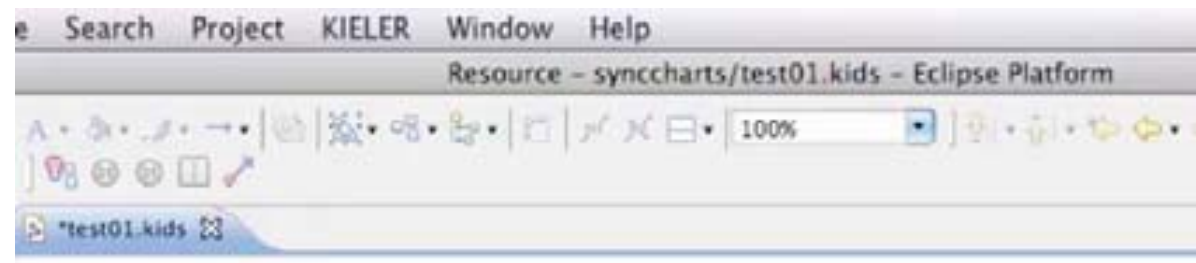 e Search Project KIELER Window Help
Resource – synccharts/test01.kids – Eclipse Platform
A 100%
*test01.kids